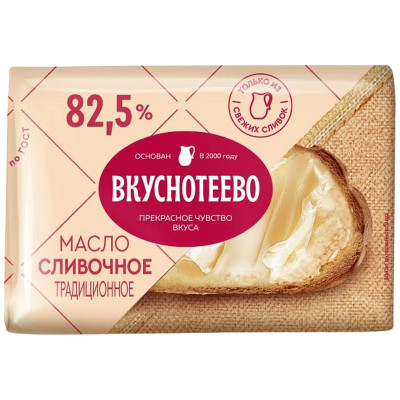 82,5%
ТОЛЬКО ИЗ
СВЕЖИХ СЛИВОК
ПО ГОСТ
ОСНОВАН
В 2000 году
ВКУСНОТЕЕВО
ПРЕКРАСНОЕ ЧУВСТВО
ВКУСА
МАСЛО
СЛИВОЧНОЕ
ТРАДИЦИОННОЕ